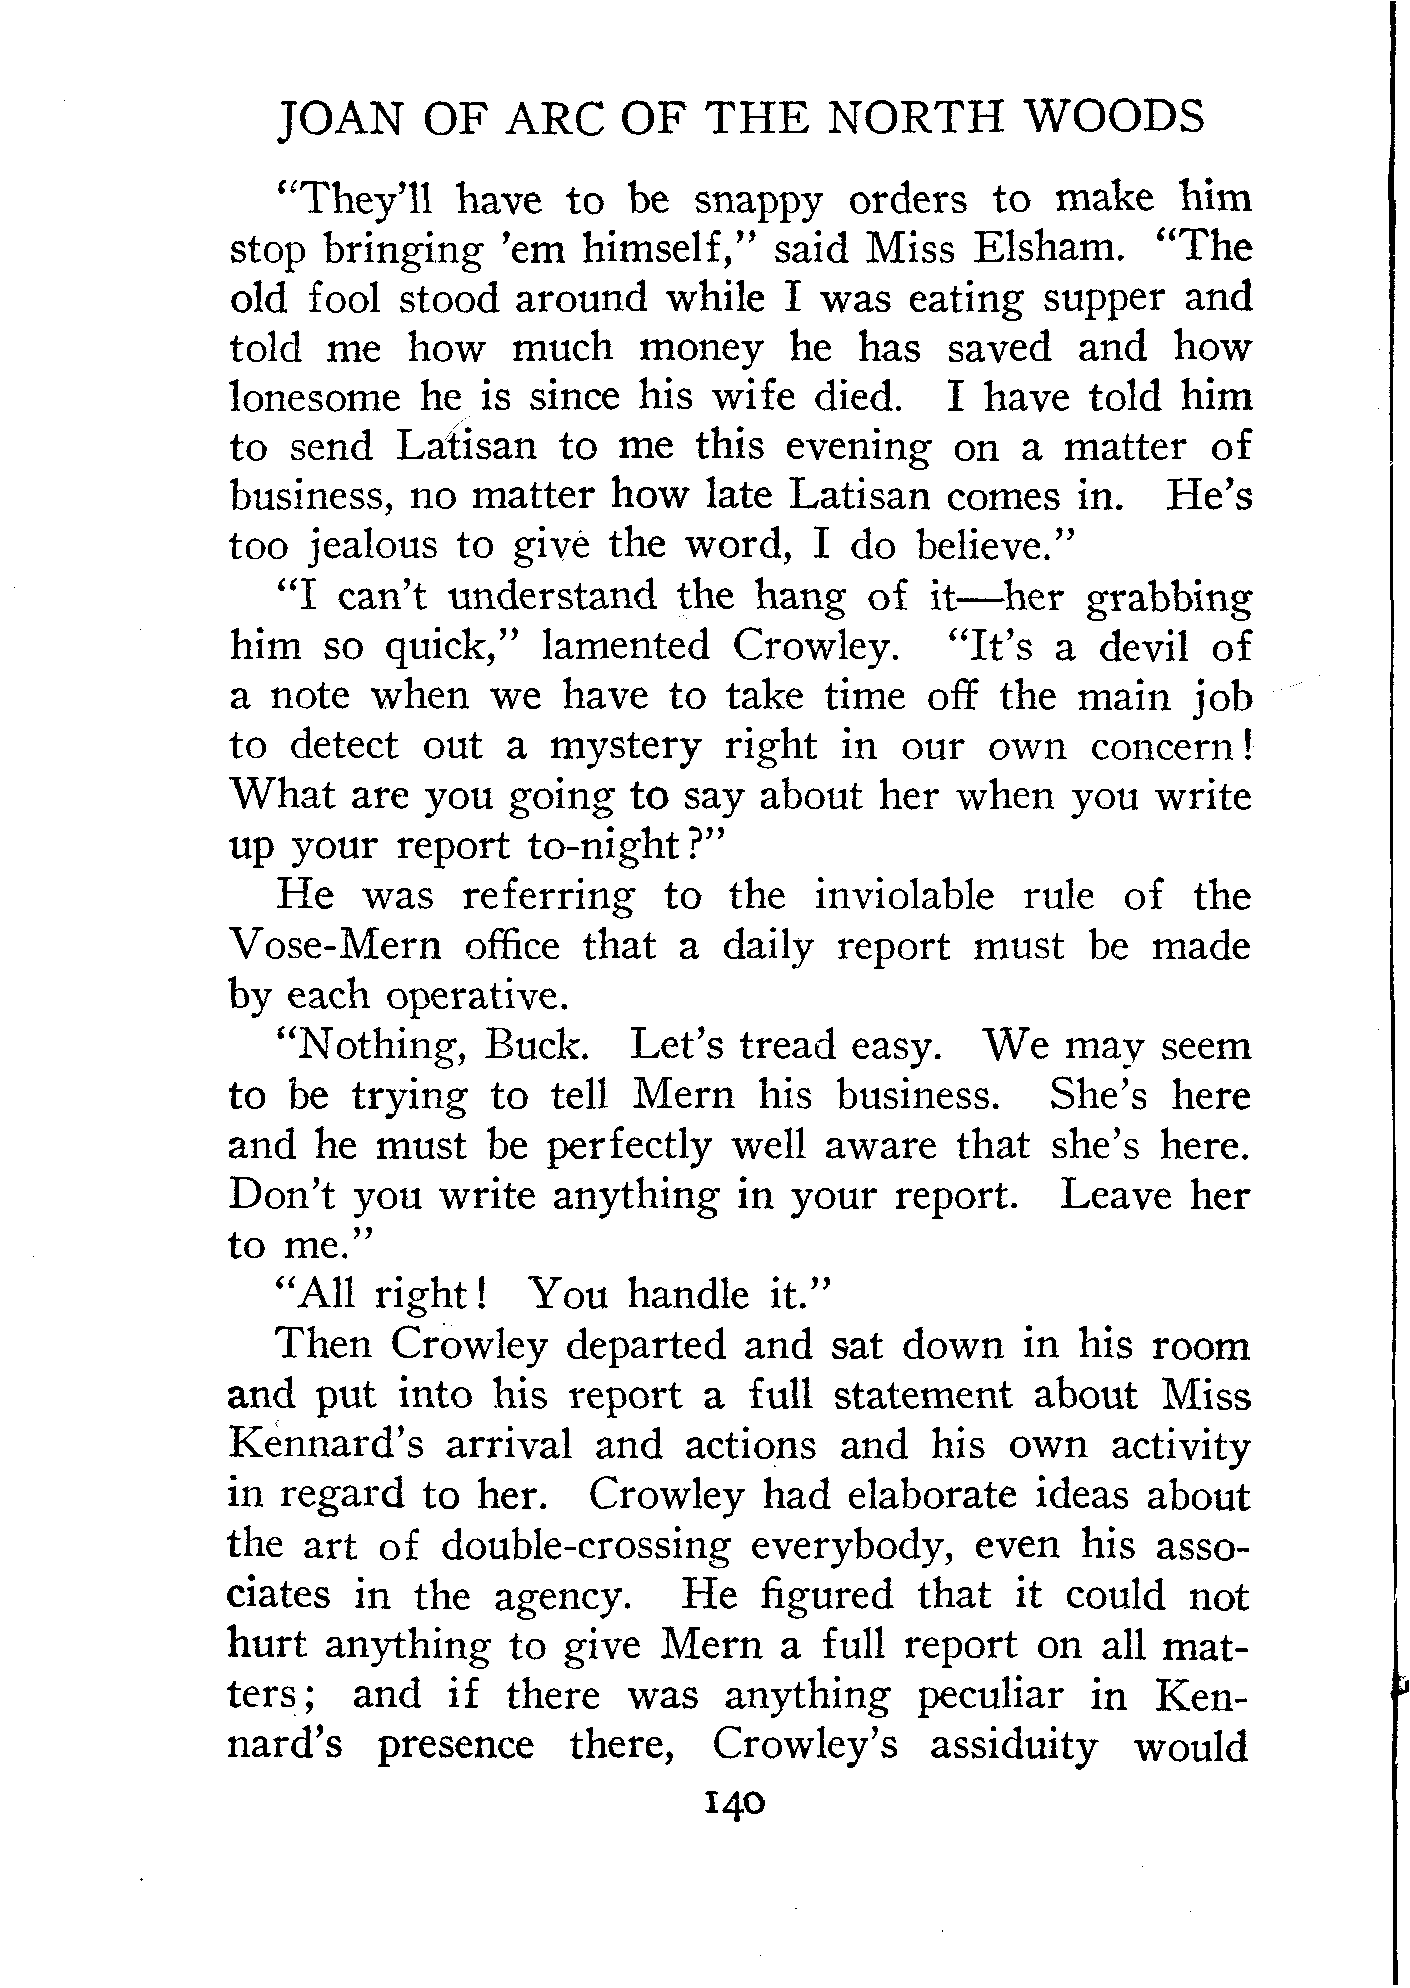 JOAN OF ARC OF THE NORTH WOODS
"They'll have to be snappy orders to make him
stop bringing 'em himself," said Miss Elsham. "The
old fool stood around while I was eating supper and
told me how much money he has saved and how
lonesome he is since his wife died. I have told him
to send Latisan to me this evening on a matter of
business, no matter how late Latisan comes in. He's
too jealous to give the word, I do believe."
"I can't understand the hang of it—her grabbing
him so quick," lamented Crowley. "It's a devil of
a note when we have to take time off the main job
to detect out a mystery right in our own concern!
What are you going to say about her when you write
up your report to-night?"
He was referring to the inviolable rule of the
Vose-Mern office that a daily report must be made
by each operative.
"Nothing, Buck. Let's tread easy. We may seem
to be trying to tell Mern his business. She's here
and he must be perfectly well aware that she's here.
Don't you write anything in your report. Leave her
to me."
"All right! You handle it."
Then Crowley departed and sat down in his room
and put into his report a full statement about Miss
Kennard's arrival and actions and his own activity
in regard to her. Crowley had elaborate ideas about
the art of double-crossing everybody, even his asso-
ciates in the agency. He figured that it could not
hurt anything to give Mern a full report on all mat-
ters; and if there was anything peculiar in Ken-
nard's presence there, Crowley's assiduity would
140